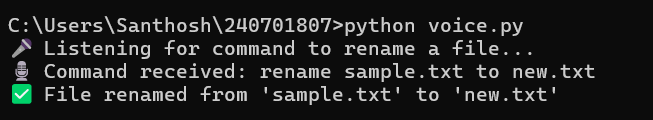 C:\Users\Santhosh\240701807>python voice.py
🎤 Listening for command to rename a file...
🎙 Command received: rename sample.txt to new.txt
✅ File renamed from 'sample.txt' to 'new.txt'